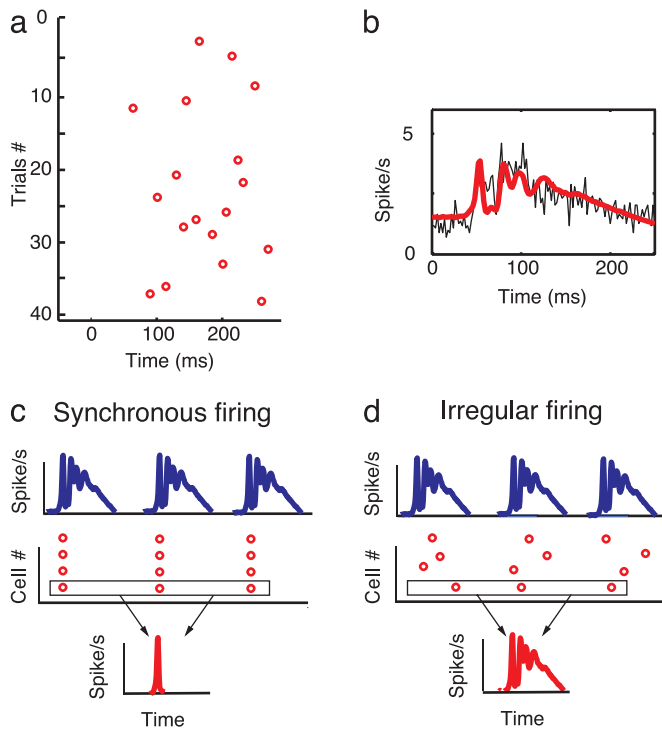 a
0
10
20
30
40
Trials #
0
100
200
Time (ms)
b
5
0
Spike/s
0
100
200
Time (ms)
c
Synchronous firing
Spike/s
Cell #
Spike/s
Time
d
Irregular firing
Spike/s
Cell #
Spike/s
Time